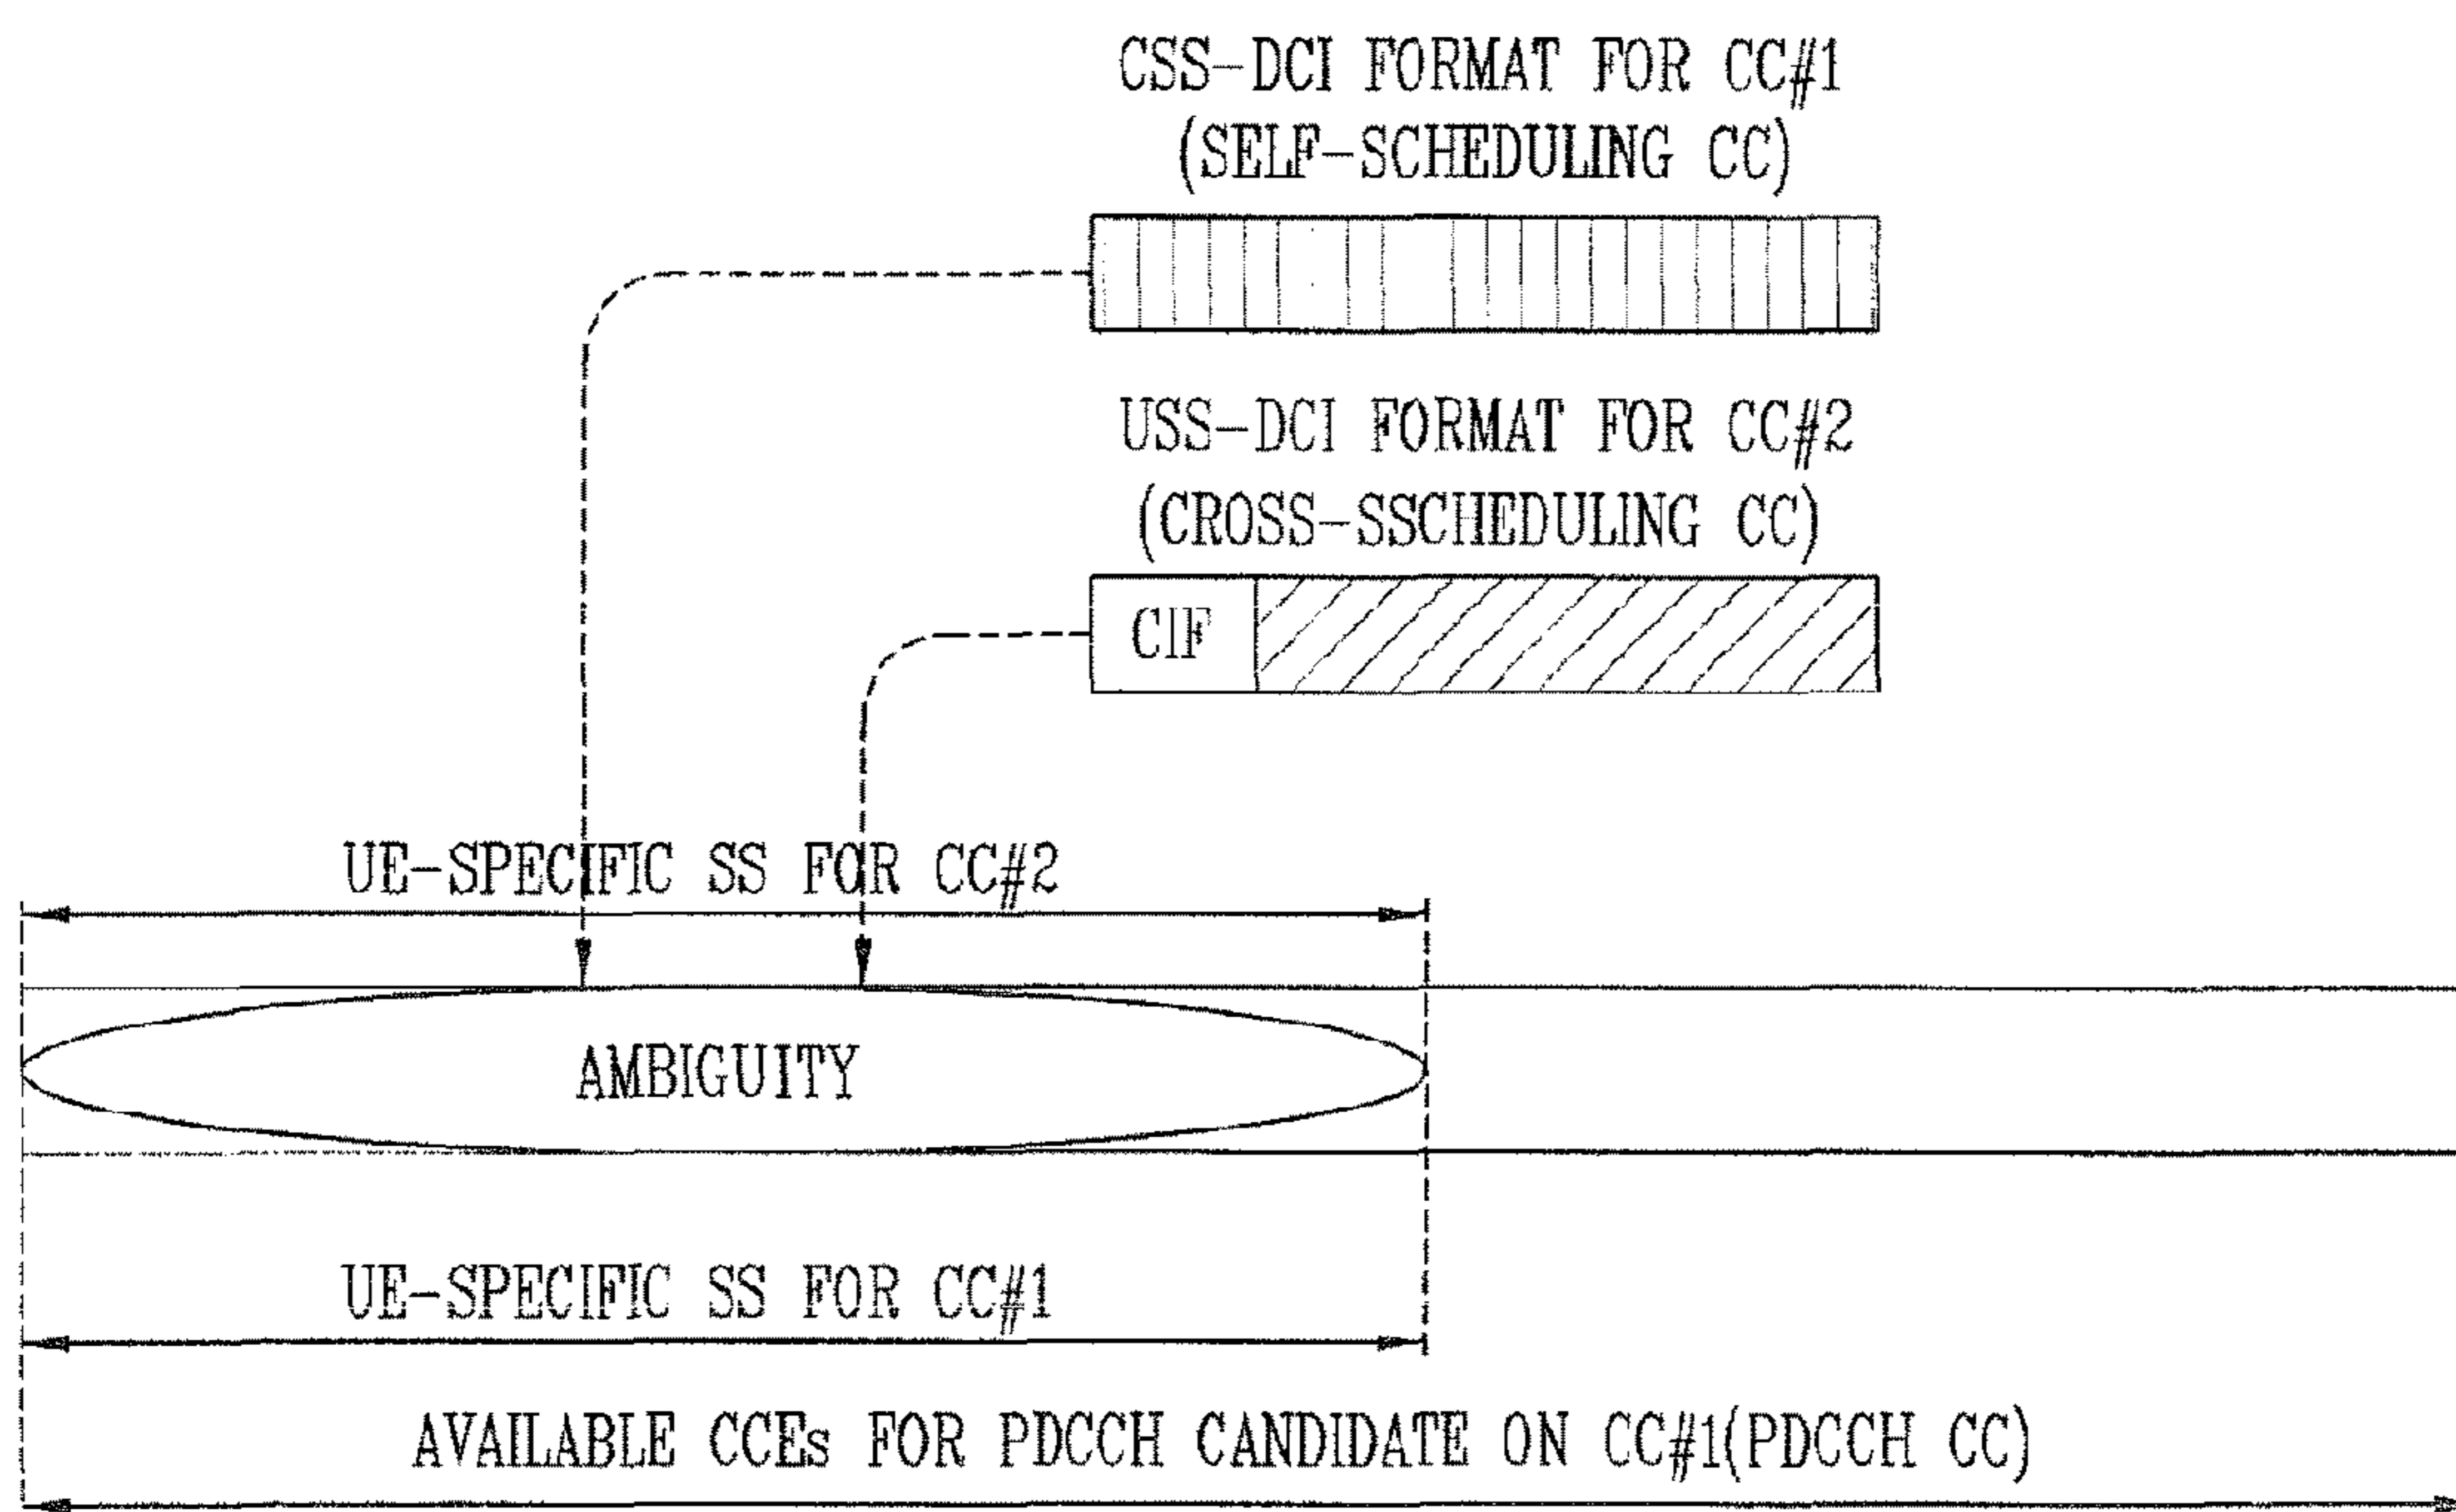 CSS-DCI FORMAT FOR CC#1
(SELF-SCHEDULING CC)
USS-DCI FORMAT FOR CC#2
(CROSS-SSCHEDULING CC)
CIF
UE-SPECIFIC SS FOR CC#2
AMBIGUITY
UE-SPECIFIC SS FOR CC#1
AVAILABLE CCEs FOR PDCCH CANDIDATE ON CC#1(PDCCH CC)